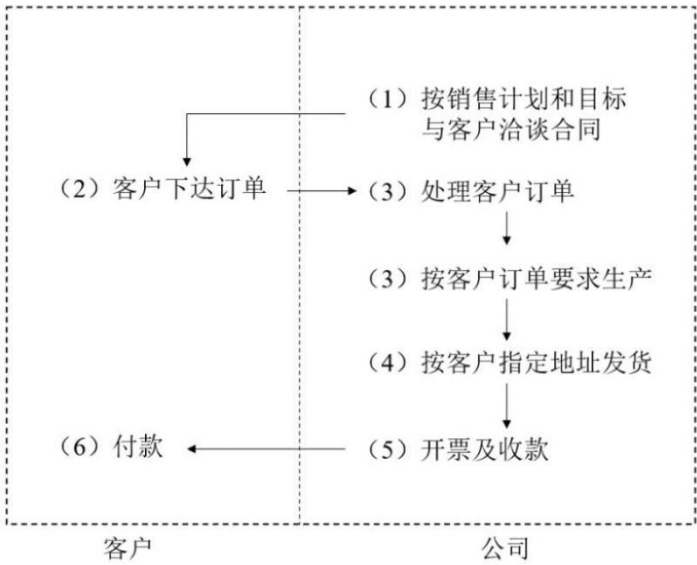 （1）按销售计划和目标
与客户洽谈合同
（2）客户下达订单
（3）处理客户订单
（3）按客户订单要求生产
（4）按客户指定地址发货
（6）付款
（5）开票及收款
客户
公司